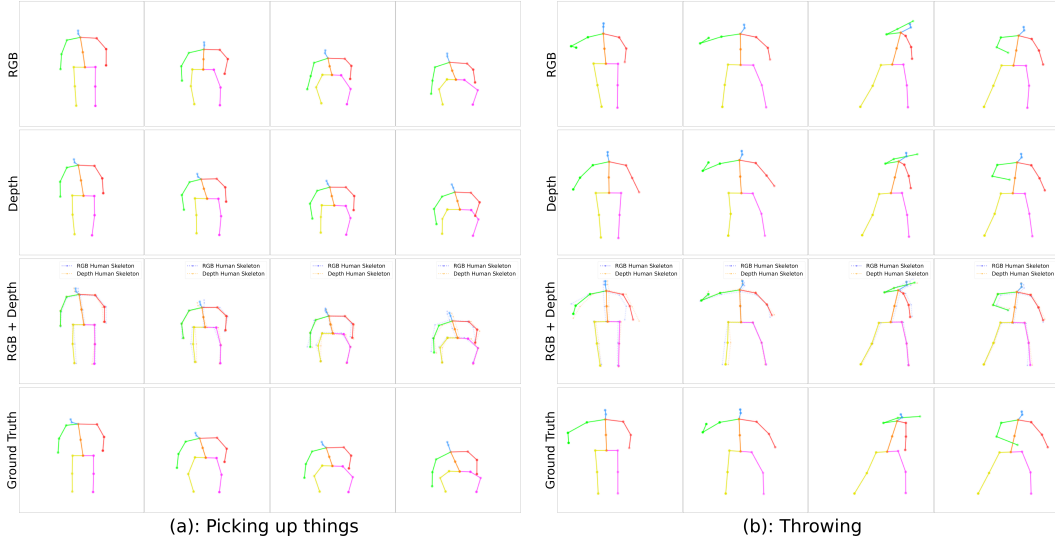 RGB
RGB
Depth
Depth
RGB + Depth
RGB Human Skeleton
Depth Human Skeleton
RGB Human Skeleton
Depth Human Skeleton
RGB Human Skeleton
Depth Human Skeleton
RGB Human Skeleton
Depth Human Skeleton
RGB + Depth
RGB Human Skeleton
Depth Human Skeleton
RGB Human Skeleton
Depth Human Skeleton
RGB Human Skeleton
Depth Human Skeleton
RGB Human Skeleton
Depth Human Skeleton
Ground Truth
Ground Truth
(a): Picking up things
(b): Throwing